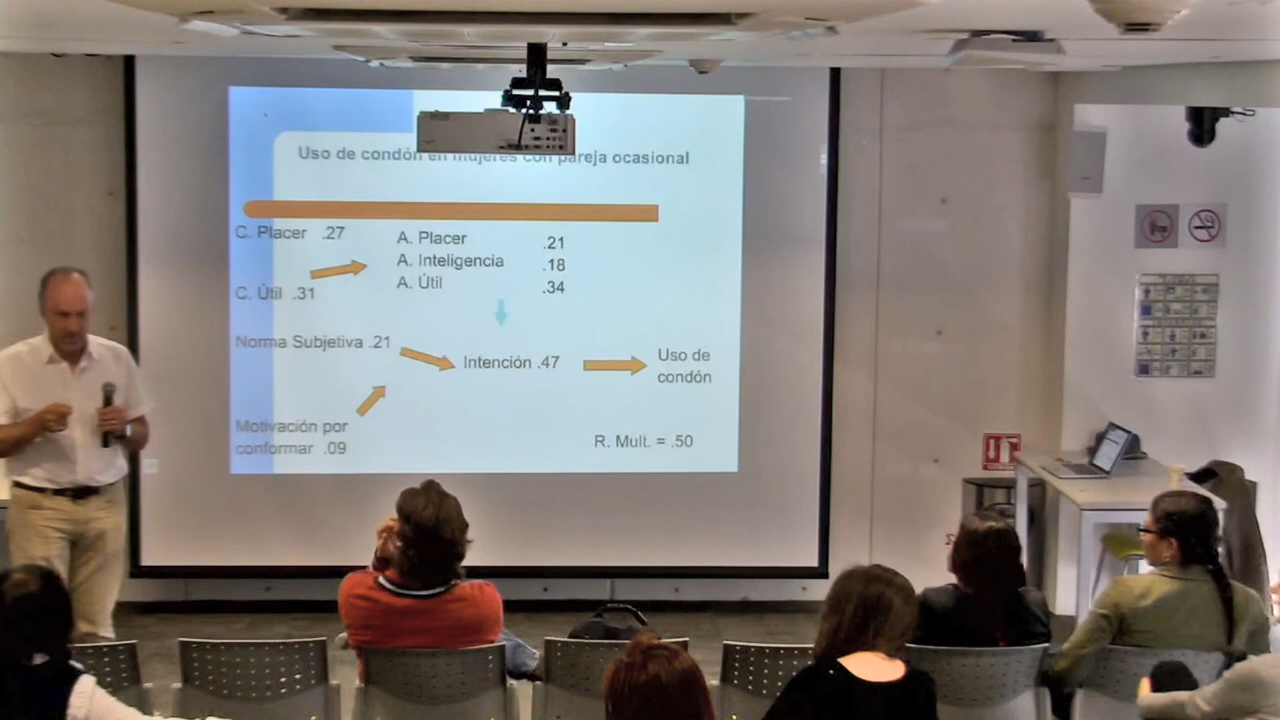 Uso de condón en mujeres con pareja ocasional
C. Placer .27
A. Placer .21
A. Inteligencia .18
C. Útil .31
A. Útil .34
Norma Subjetiva .21
Intención .47
Uso de
condón
Motivación por
conformar .09
R. Mult. = .50